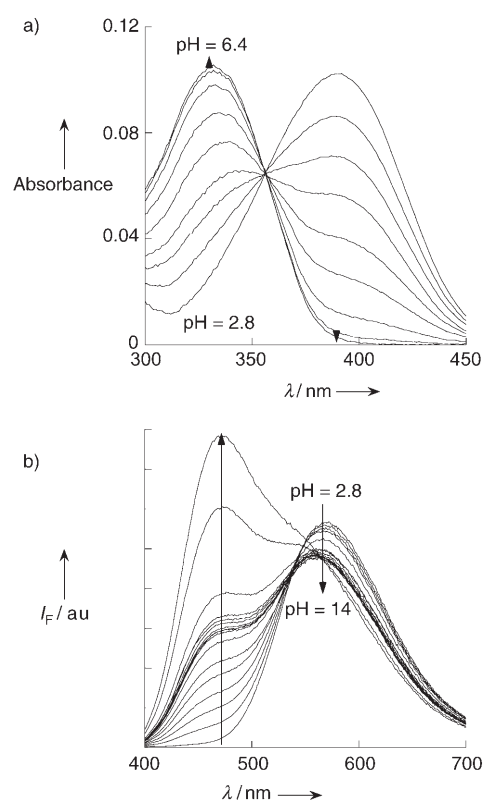 a)
0.12
pH = 6.4
0.08
Absorbance
0.04
pH = 2.8
0
300 350 400 450
λ/ nm
b)
pH = 2.8
I_F / au
pH = 14
400 500 600 700
λ/ nm